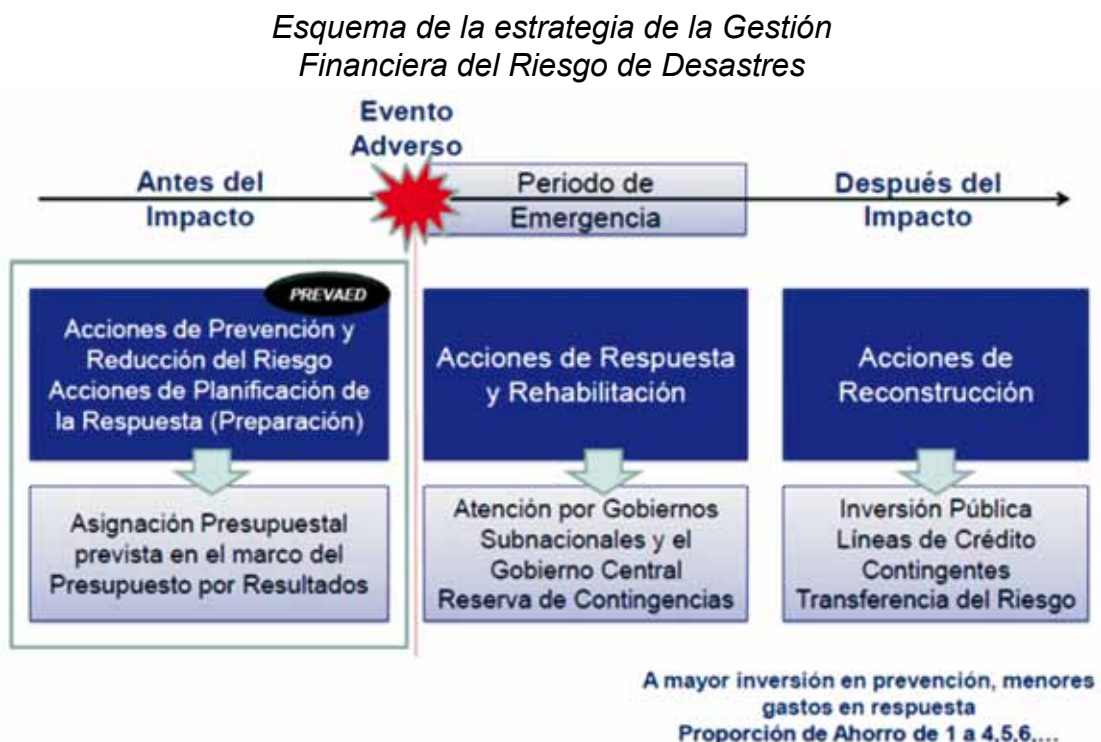 Esquema de la estrategia de la Gestión
Financiera del Riesgo de Desastres
Evento
Adverso
Antes del
Impacto
Periodo de
Emergencia
Después del
Impacto
PREVAED
Acciones de Prevención y
Reducción del Riesgo
Acciones de Planificación de
la Respuesta (Preparación)
Acciones de Respuesta
y Rehabilitación
Acciones de
Reconstrucción
Asignación Presupuestal
prevista en el marco del
Presupuesto por Resultados
Atención por Gobiernos
Subnacionales y el
Gobierno Central
Reserva de Contingencias
Inversión Pública
Líneas de Crédito
Contingentes
Transferencia del Riesgo
A mayor inversión en prevención, menores
gastos en respuesta
Proporción de Ahorro de 1 a 4,5,6,...